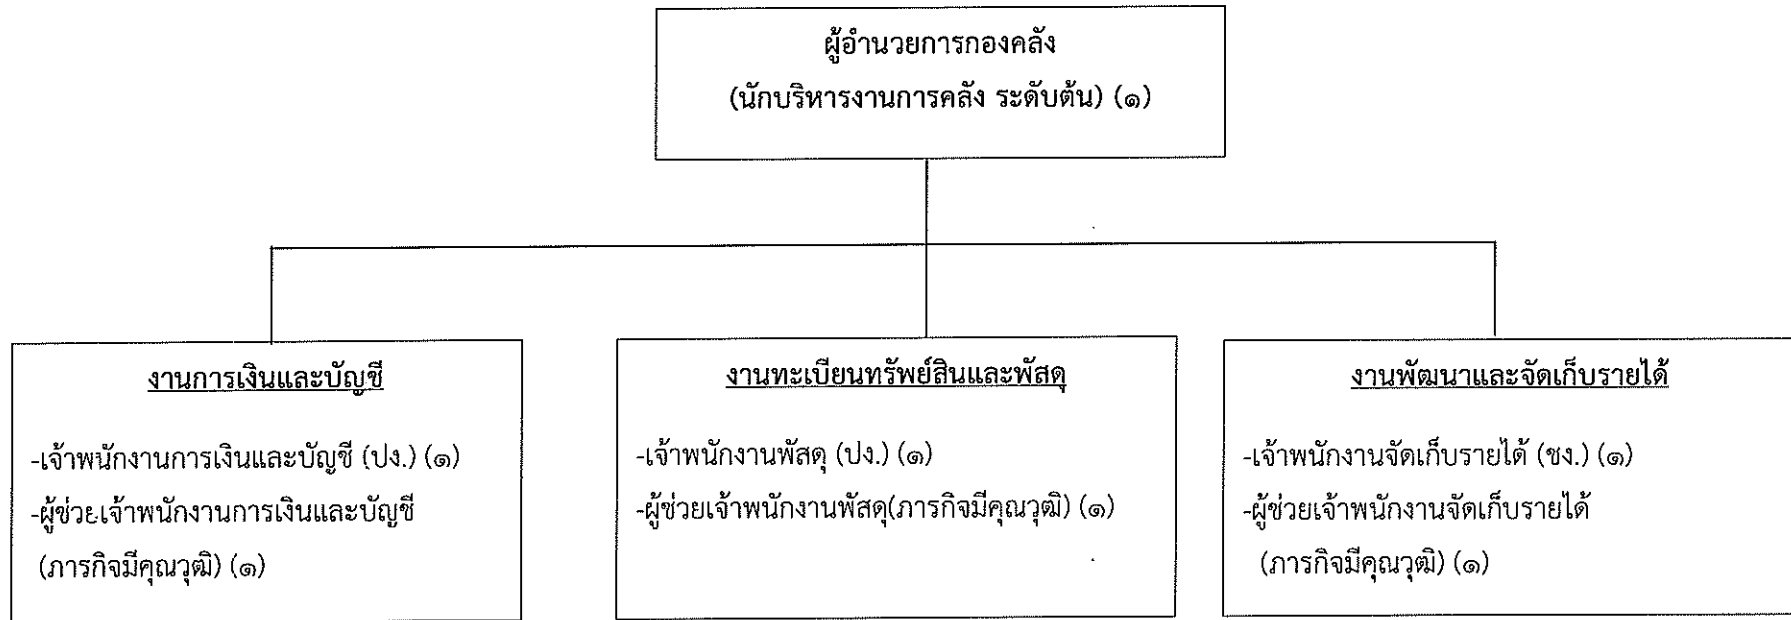 ผู้อำนวยการกองคลัง
(นักบริหารงานการคลัง ระดับต้น) (๑)
งานการเงินและบัญชี
-เจ้าพนักงานการเงินและบัญชี (ปง.) (๑)
-ผู้ช่วยเจ้าพนักงานการเงินและบัญชี
(ภารกิจมีคุณวุฒิ) (๑)
งานทะเบียนทรัพย์สินและพัสดุ
-เจ้าพนักงานพัสดุ (ปง.) (๑)
-ผู้ช่วยเจ้าพนักงานพัสดุ(ภารกิจมีคุณวุฒิ) (๑)
งานพัฒนาและจัดเก็บรายได้
-เจ้าพนักงานจัดเก็บรายได้ (ชง.) (๑)
-ผู้ช่วยเจ้าพนักงานจัดเก็บรายได้
(ภารกิจมีคุณวุฒิ) (๑)